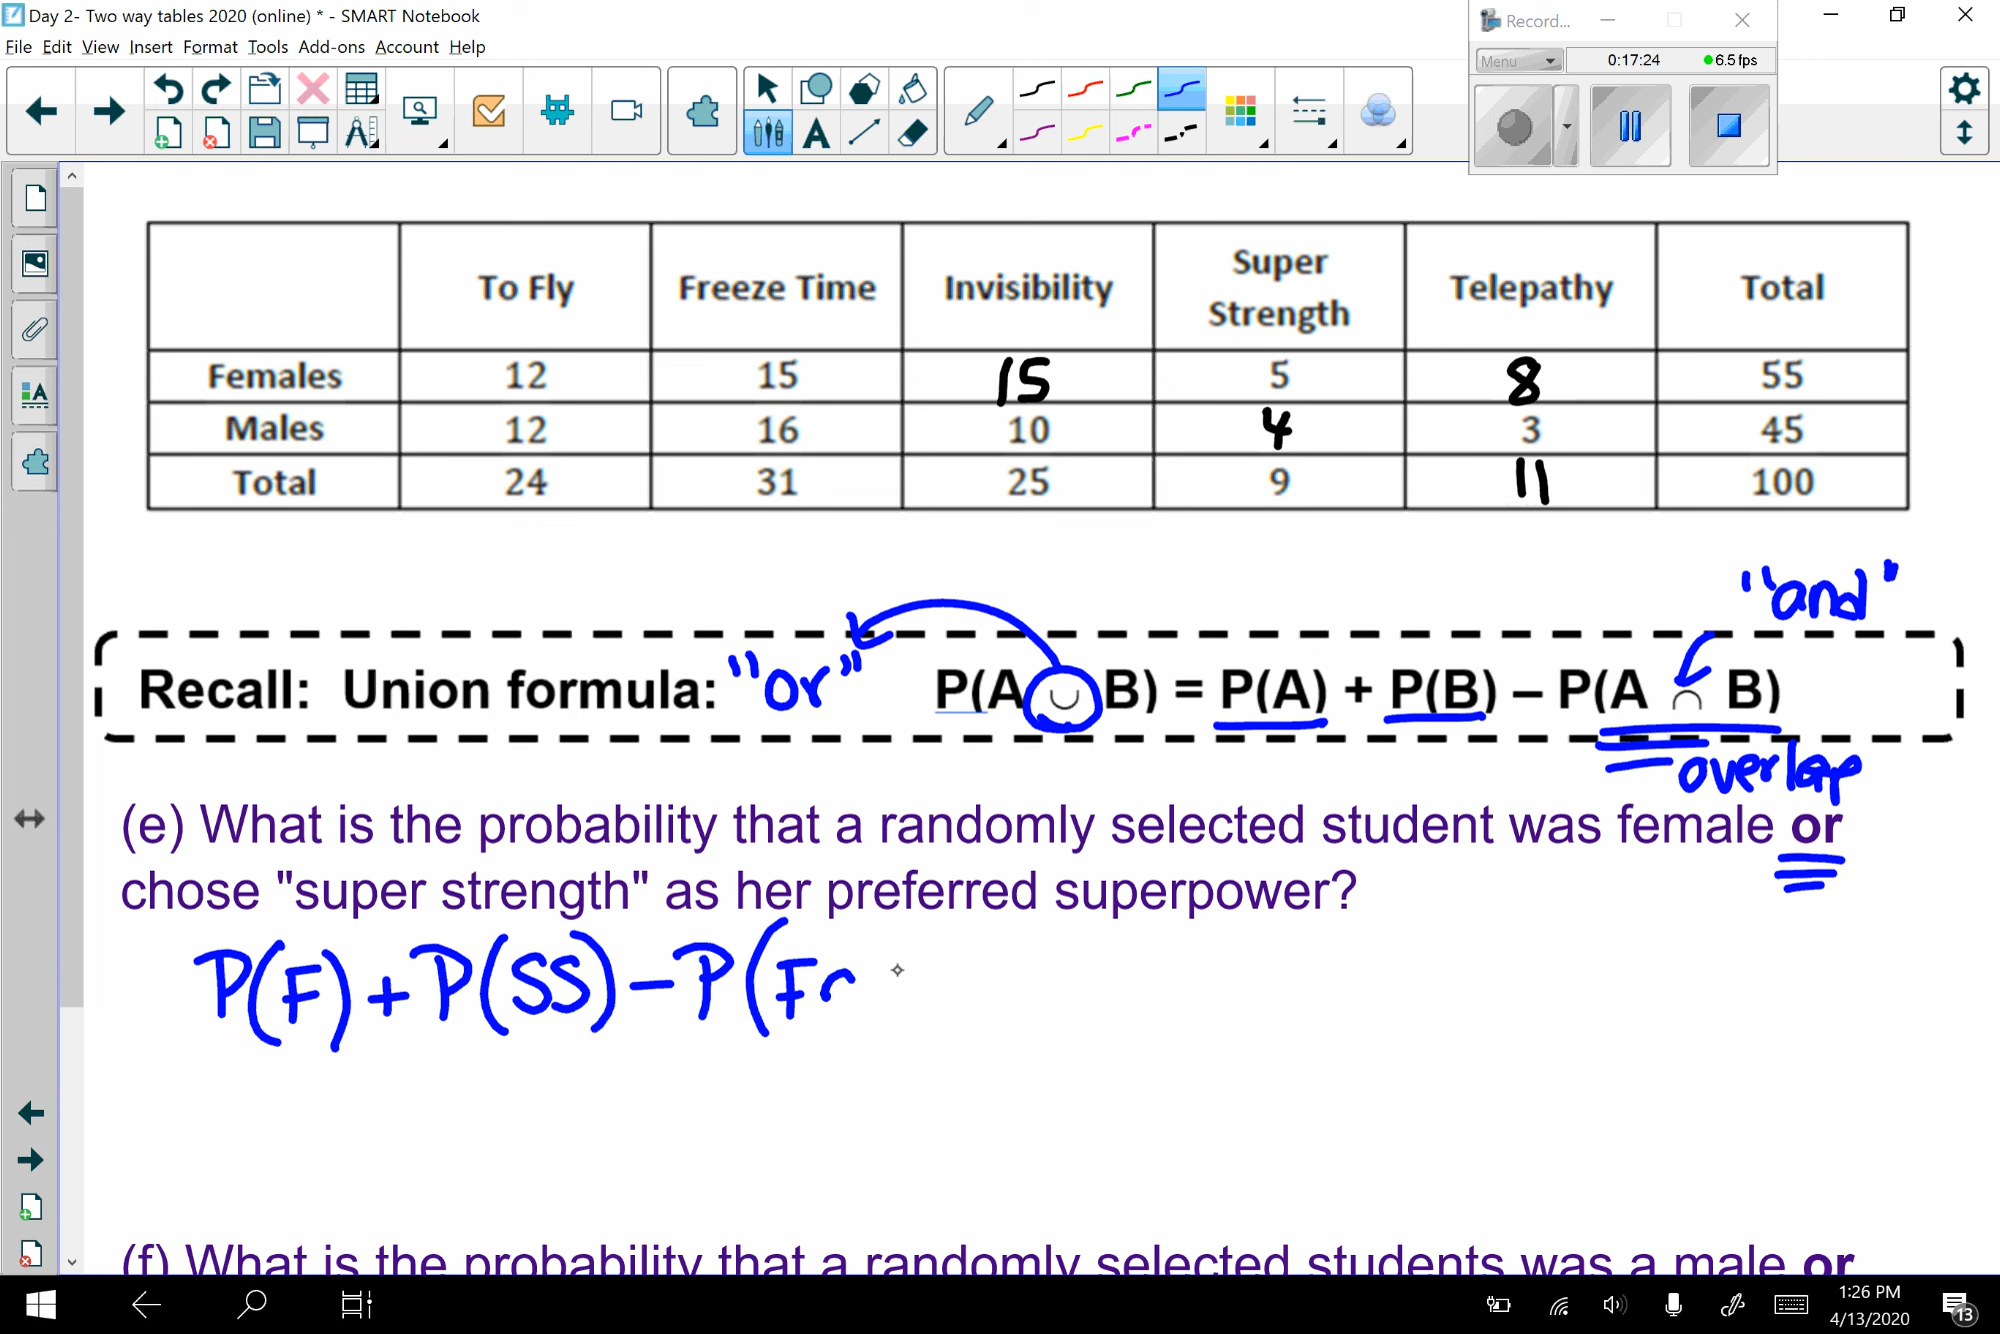 Day 2- Two way tables 2020 (online) * - SMART Notebook
File Edit View Insert Format Tools Add-ons Account Help
Record...
Menu 0:17:24 6.5 fps
To Fly Freeze Time Invisibility Super Strength Telepathy Total
Females 12 15 15 5 8 55
Males 12 16 10 4 3 45
Total 24 31 25 9 11 100
"and"
Recall: Union formula: "or" P(A ∪ B) = P(A) + P(B) – P(A ∩ B)
overlap
(e) What is the probability that a randomly selected student was female or
chose "super strength" as her preferred superpower?
P(F) + P(SS) - P(F∩
(f) What is the probability that a randomly selected students was a male or
1:26 PM
4/13/2020
13